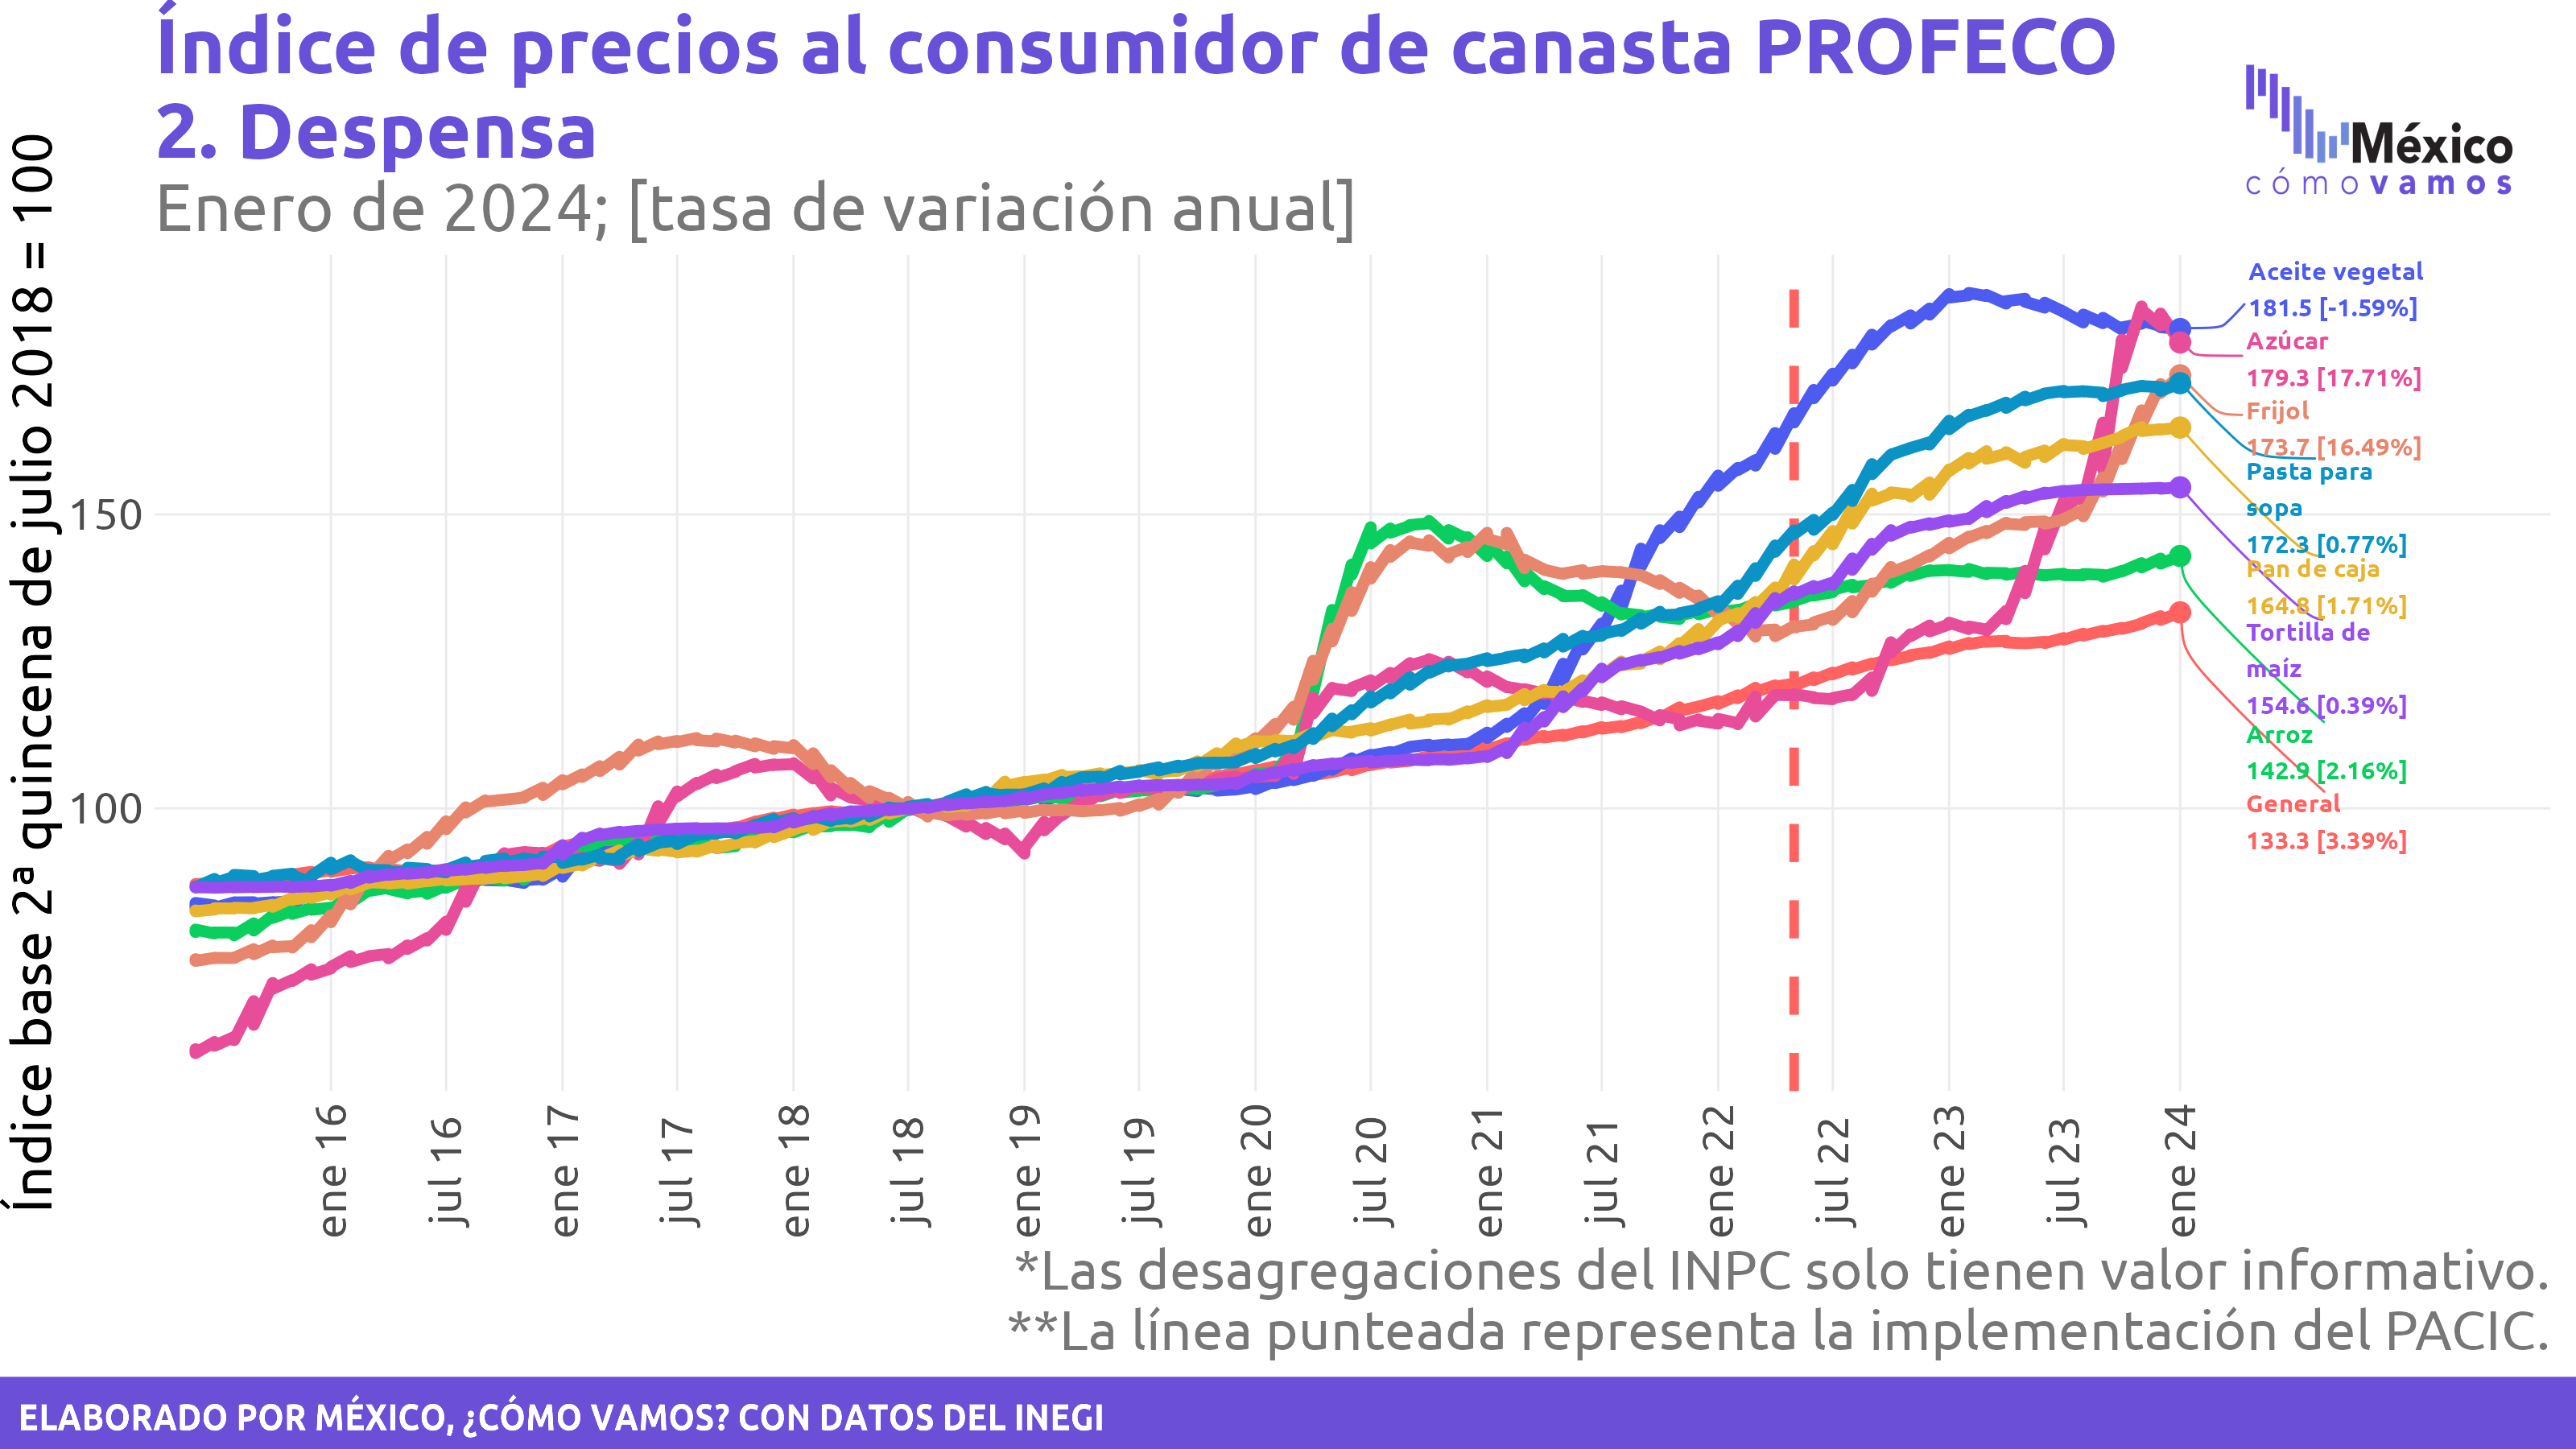 Índice de precios al consumidor de canasta PROFECO
2. Despensa
Enero de 2024; [tasa de variación anual]
México
cómo vamos
Índice base 2ª quincena de julio 2018 = 100
150
100
Aceite vegetal
181.5 [-1.59%]
Azúcar
179.3 [17.71%]
Frijol
173.7 [16.49%]
Pasta para
sopa
172.3 [0.77%]
Pan de caja
164.8 [1.71%]
Tortilla de
maíz
154.6 [0.39%]
Arroz
142.9 [2.16%]
General
133.3 [3.39%]
ene 16
jul 16
ene 17
jul 17
ene 18
jul 18
ene 19
jul 19
ene 20
jul 20
ene 21
jul 21
ene 22
jul 22
ene 23
jul 23
ene 24
*Las desagregaciones del INPC solo tienen valor informativo.
**La línea punteada representa la implementación del PACIC.
ELABORADO POR MÉXICO, ¿CÓMO VAMOS? CON DATOS DEL INEGI